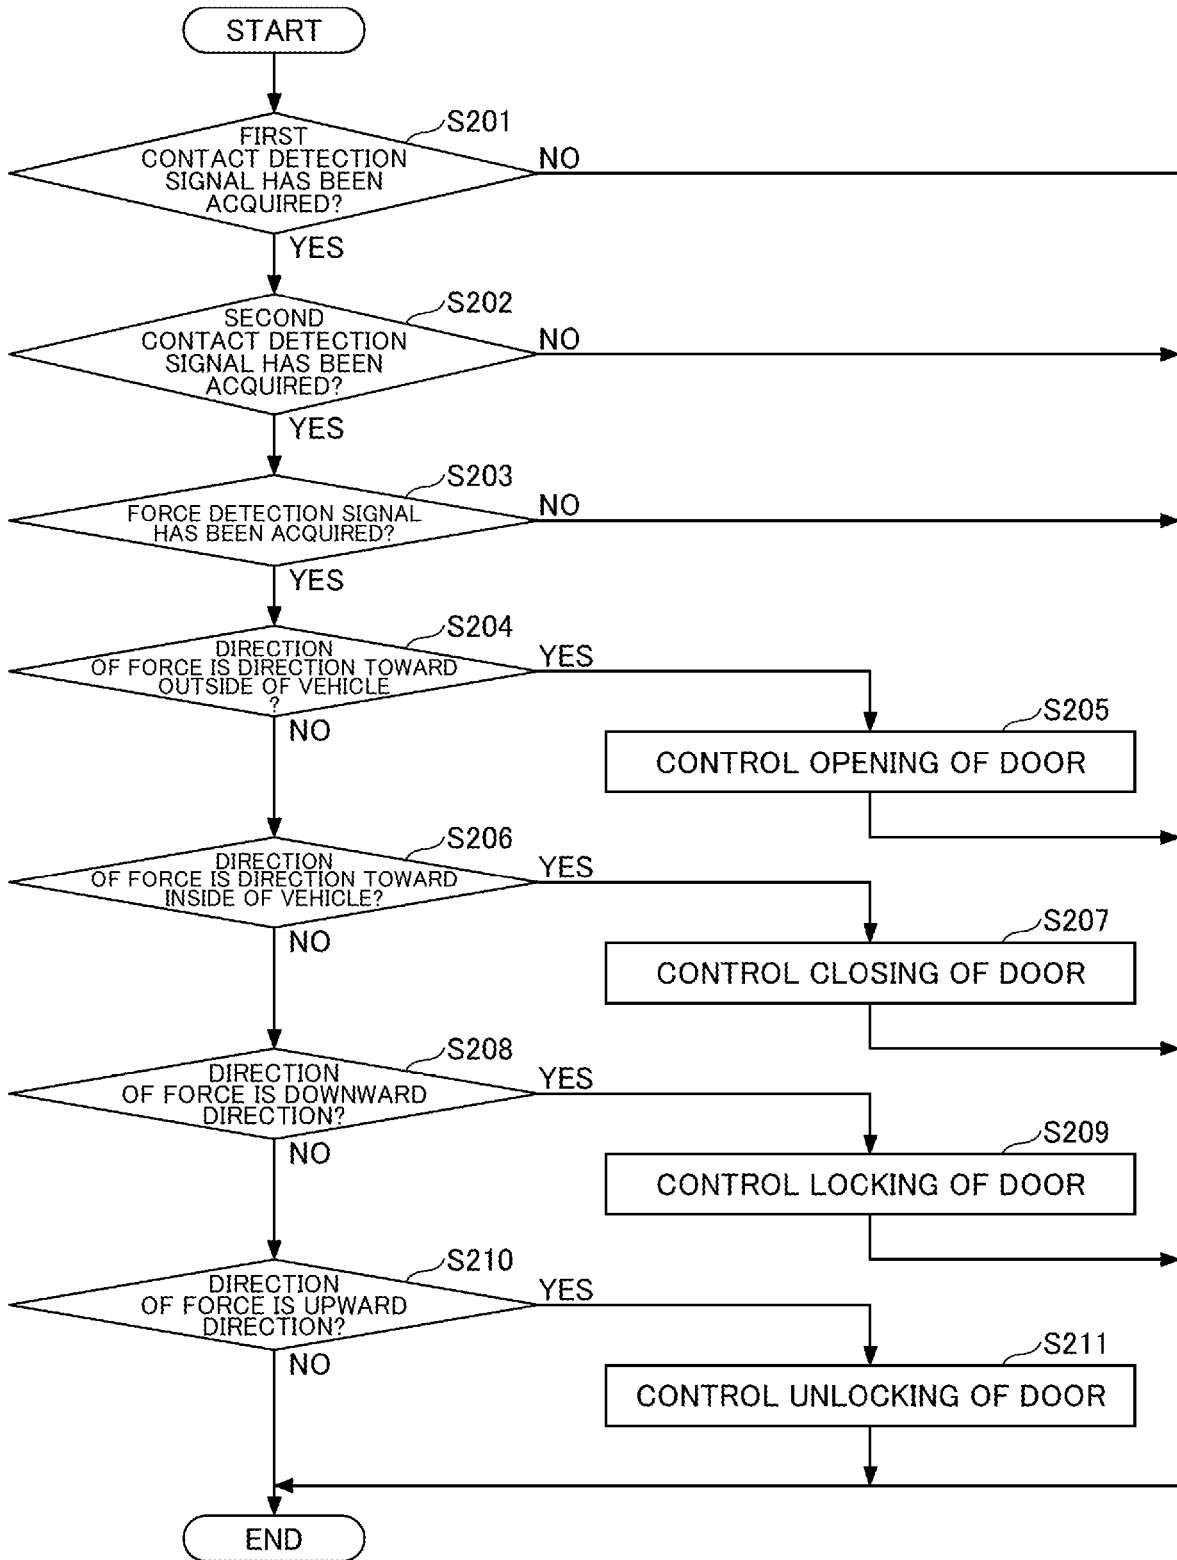 START
S201
FIRST
CONTACT DETECTION
SIGNAL HAS BEEN
ACQUIRED?
NO
YES
S202
SECOND
CONTACT DETECTION
SIGNAL HAS BEEN
ACQUIRED?
NO
YES
S203
FORCE DETECTION SIGNAL
HAS BEEN ACQUIRED?
NO
YES
S204
DIRECTION
OF FORCE IS DIRECTION TOWARD
OUTSIDE OF VEHICLE
?
YES
NO
S205
CONTROL OPENING OF DOOR
S206
DIRECTION
OF FORCE IS DIRECTION TOWARD
INSIDE OF VEHICLE?
YES
NO
S207
CONTROL CLOSING OF DOOR
S208
DIRECTION
OF FORCE IS DOWNWARD
DIRECTION?
YES
NO
S209
CONTROL LOCKING OF DOOR
S210
DIRECTION
OF FORCE IS UPWARD
DIRECTION?
YES
NO
S211
CONTROL UNLOCKING OF DOOR
END